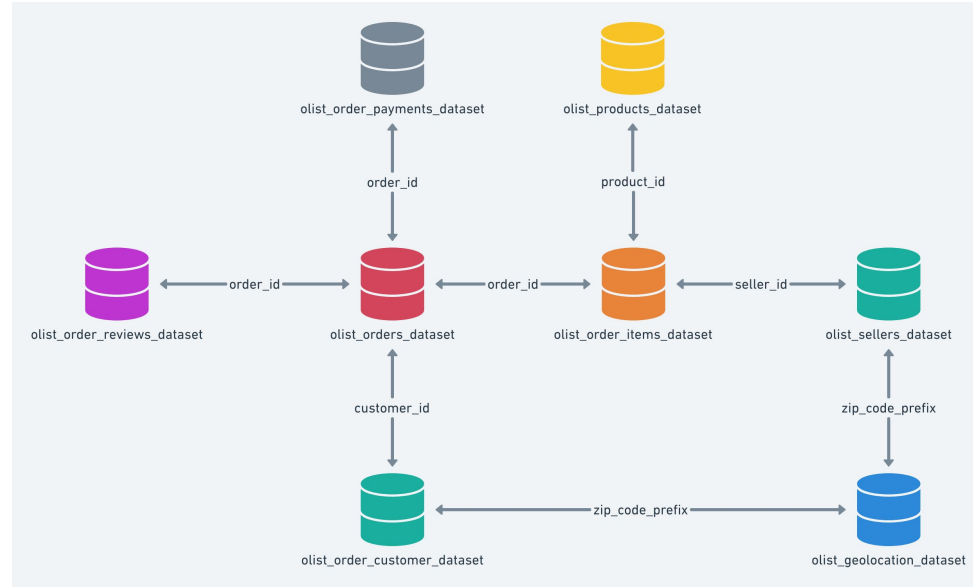 olist_order_payments_dataset
olist_products_dataset
order_id
product_id
order_id
order_id
seller_id
olist_order_reviews_dataset
olist_orders_dataset
olist_order_items_dataset
olist_sellers_dataset
customer_id
zip_code_prefix
zip_code_prefix
olist_order_customer_dataset
olist_geolocation_dataset